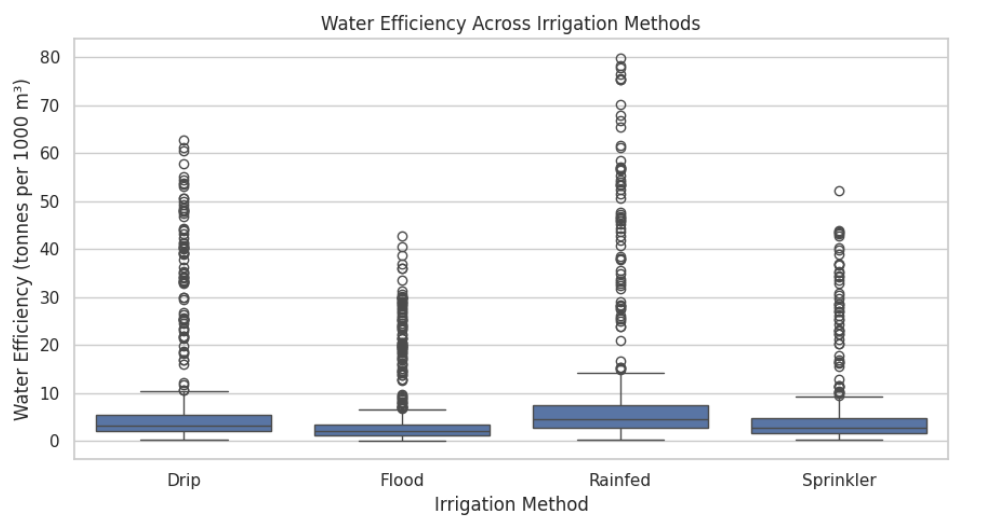 Water Efficiency Across Irrigation Methods
Water Efficiency (tonnes per 1000 m³)
80
70
60
50
40
30
20
10
0
Drip Flood Rainfed Sprinkler
Irrigation Method